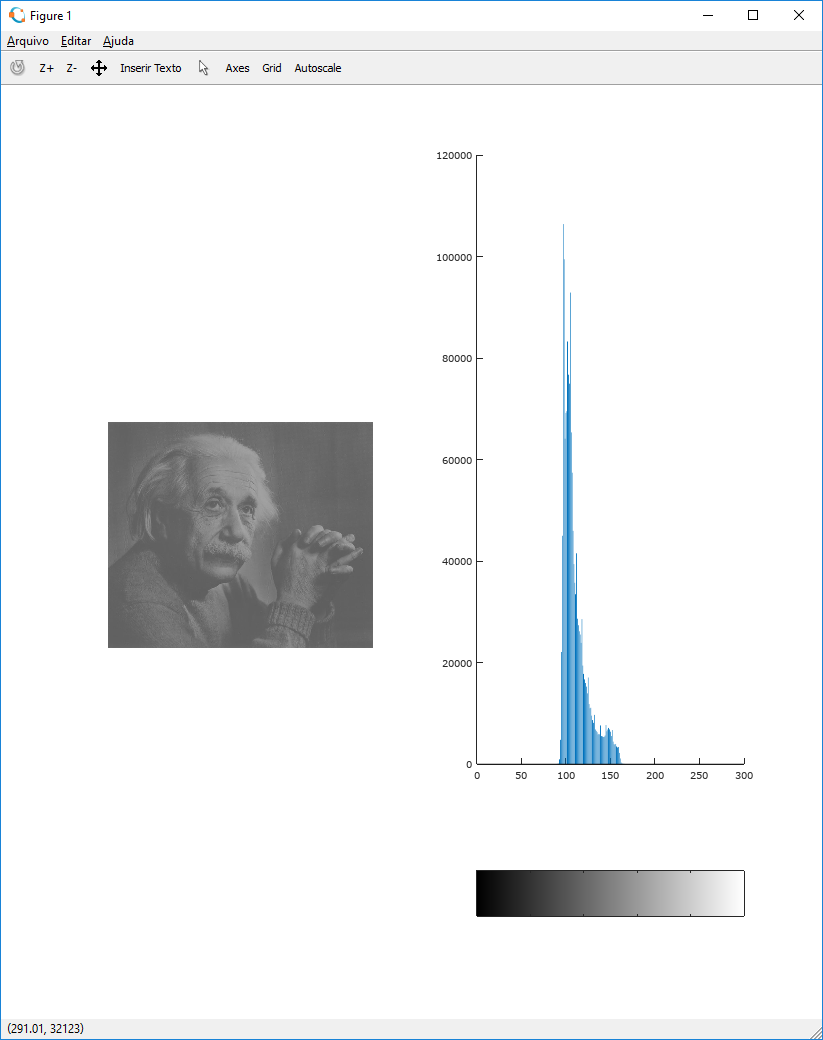 Figure 1
Arquivo Editar Ajuda
Z+ Z- Inserir Texto Axes Grid Autoscale
120000
100000
80000
60000
40000
20000
0
0 50 100 150 200 250 300
(291.01, 32123)